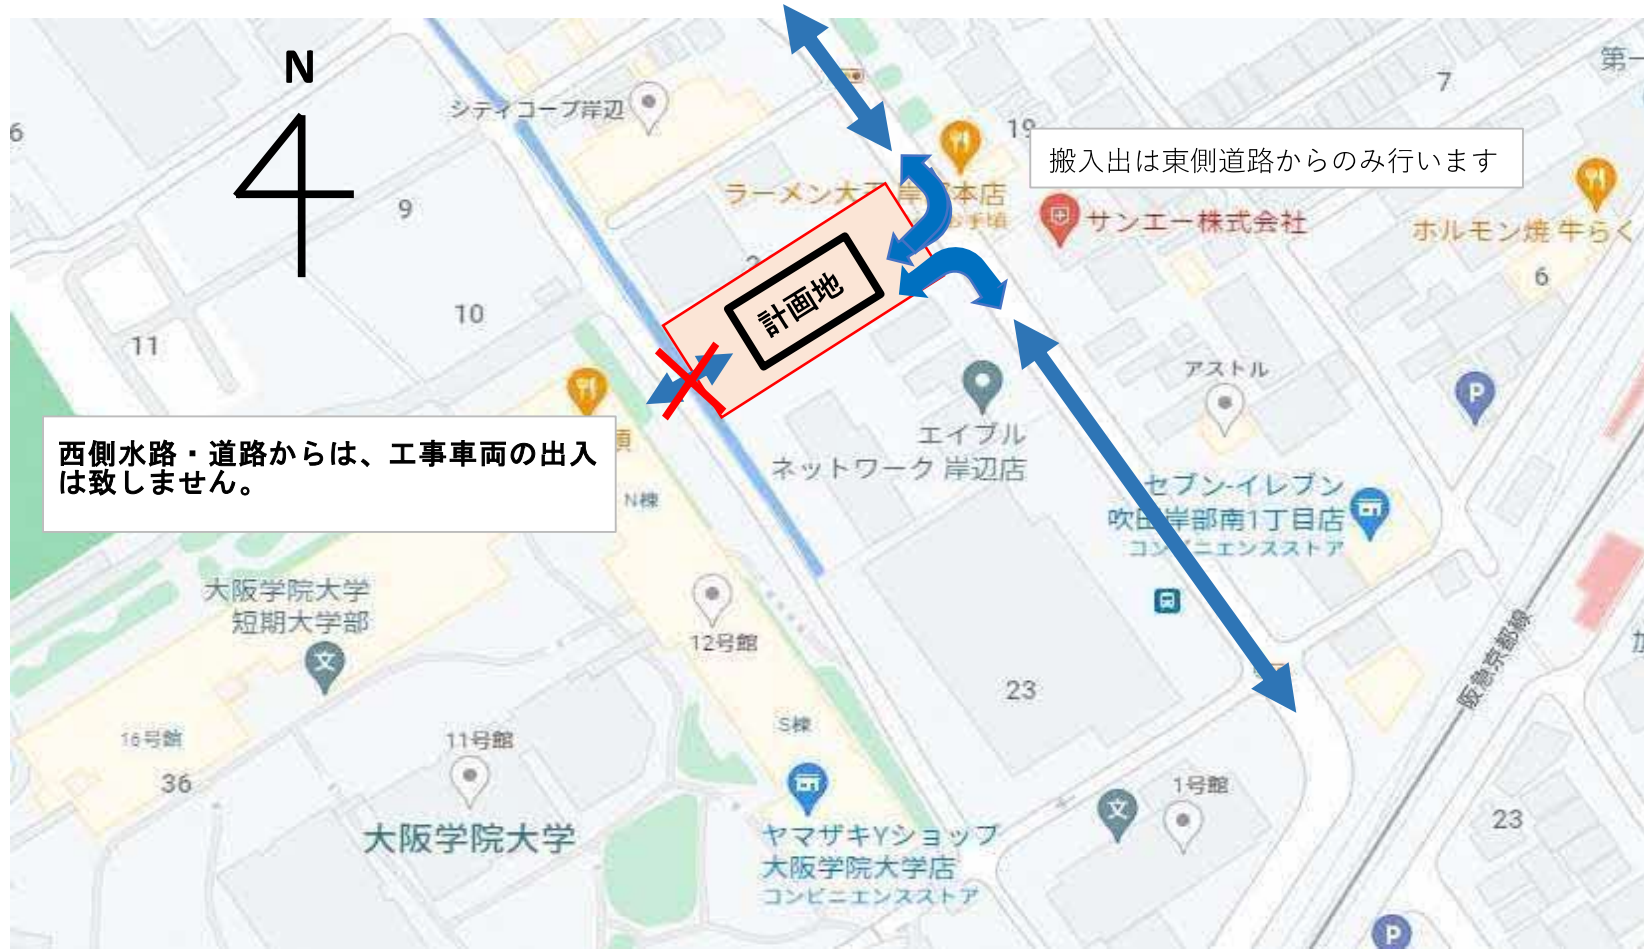 N
第一
7
シティコープ岸辺
6
19
搬入出は東側道路からのみ行います
ラーメン大
本店
お手頃
サンエー株式会社
ホルモン焼 牛らく
9
6
計画地
10
11
アストル
P
西側水路・道路からは、工事車両の出入
は致しません。
エイブル
ネットワーク 岸辺店
N棟
セブン-イレブン
吹田岸部南1丁目店
コンビニエンスストア
大阪学院大学
短期大学部
12号館
阪急京都線
23
S棟
16号館
11号館
36
1号館
大阪学院大学
ヤマザキYショップ
大阪学院大学店
コンビニエンスストア
23
P